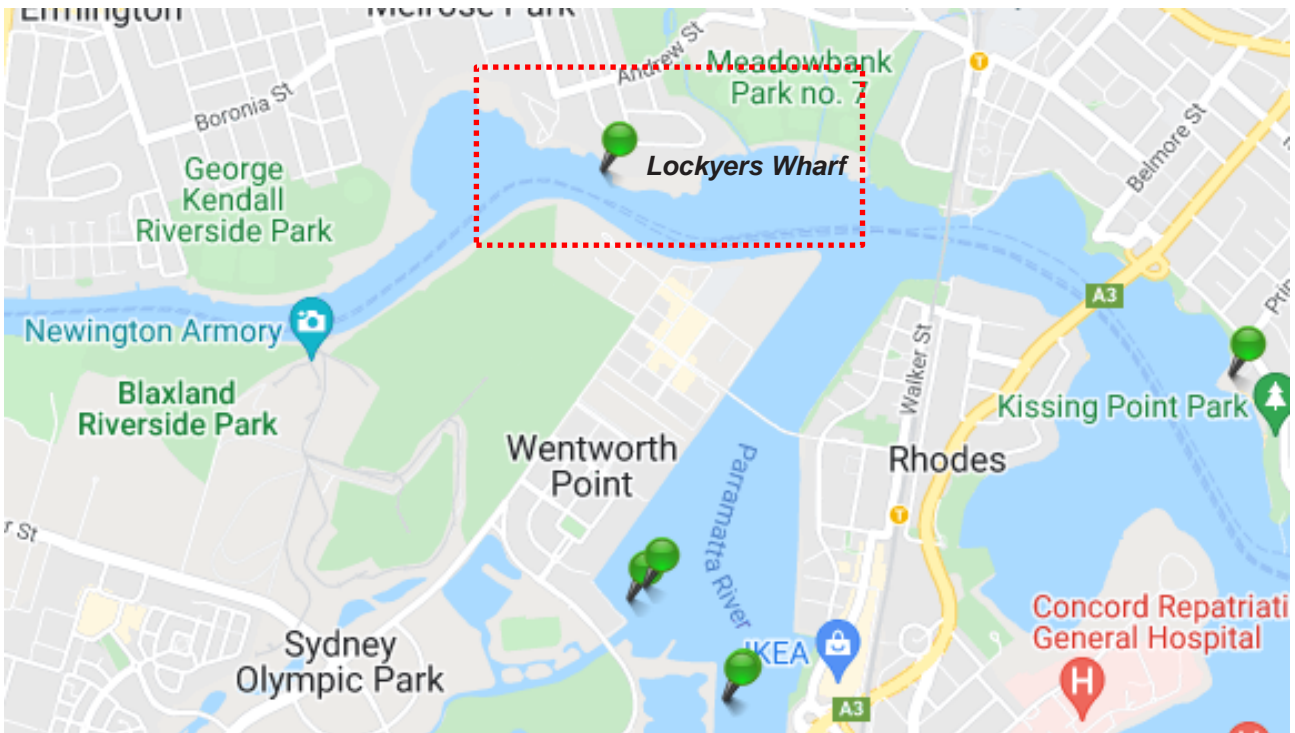 Ermington
Melrose Park
Andrew St
Meadowbank
Park no. 7
Boronia St
Belmore St
George
Kendall
Riverside Park
Lockyers Wharf
A3
Newington Armory
Walker St
Blaxland
Riverside Park
Kissing Point Park
Wentworth
Point
Rhodes
Parramatta River
r St
Concord Repatriati
General Hospital
H
Sydney
Olympic Park
IKEA
A3
T
T
Prin